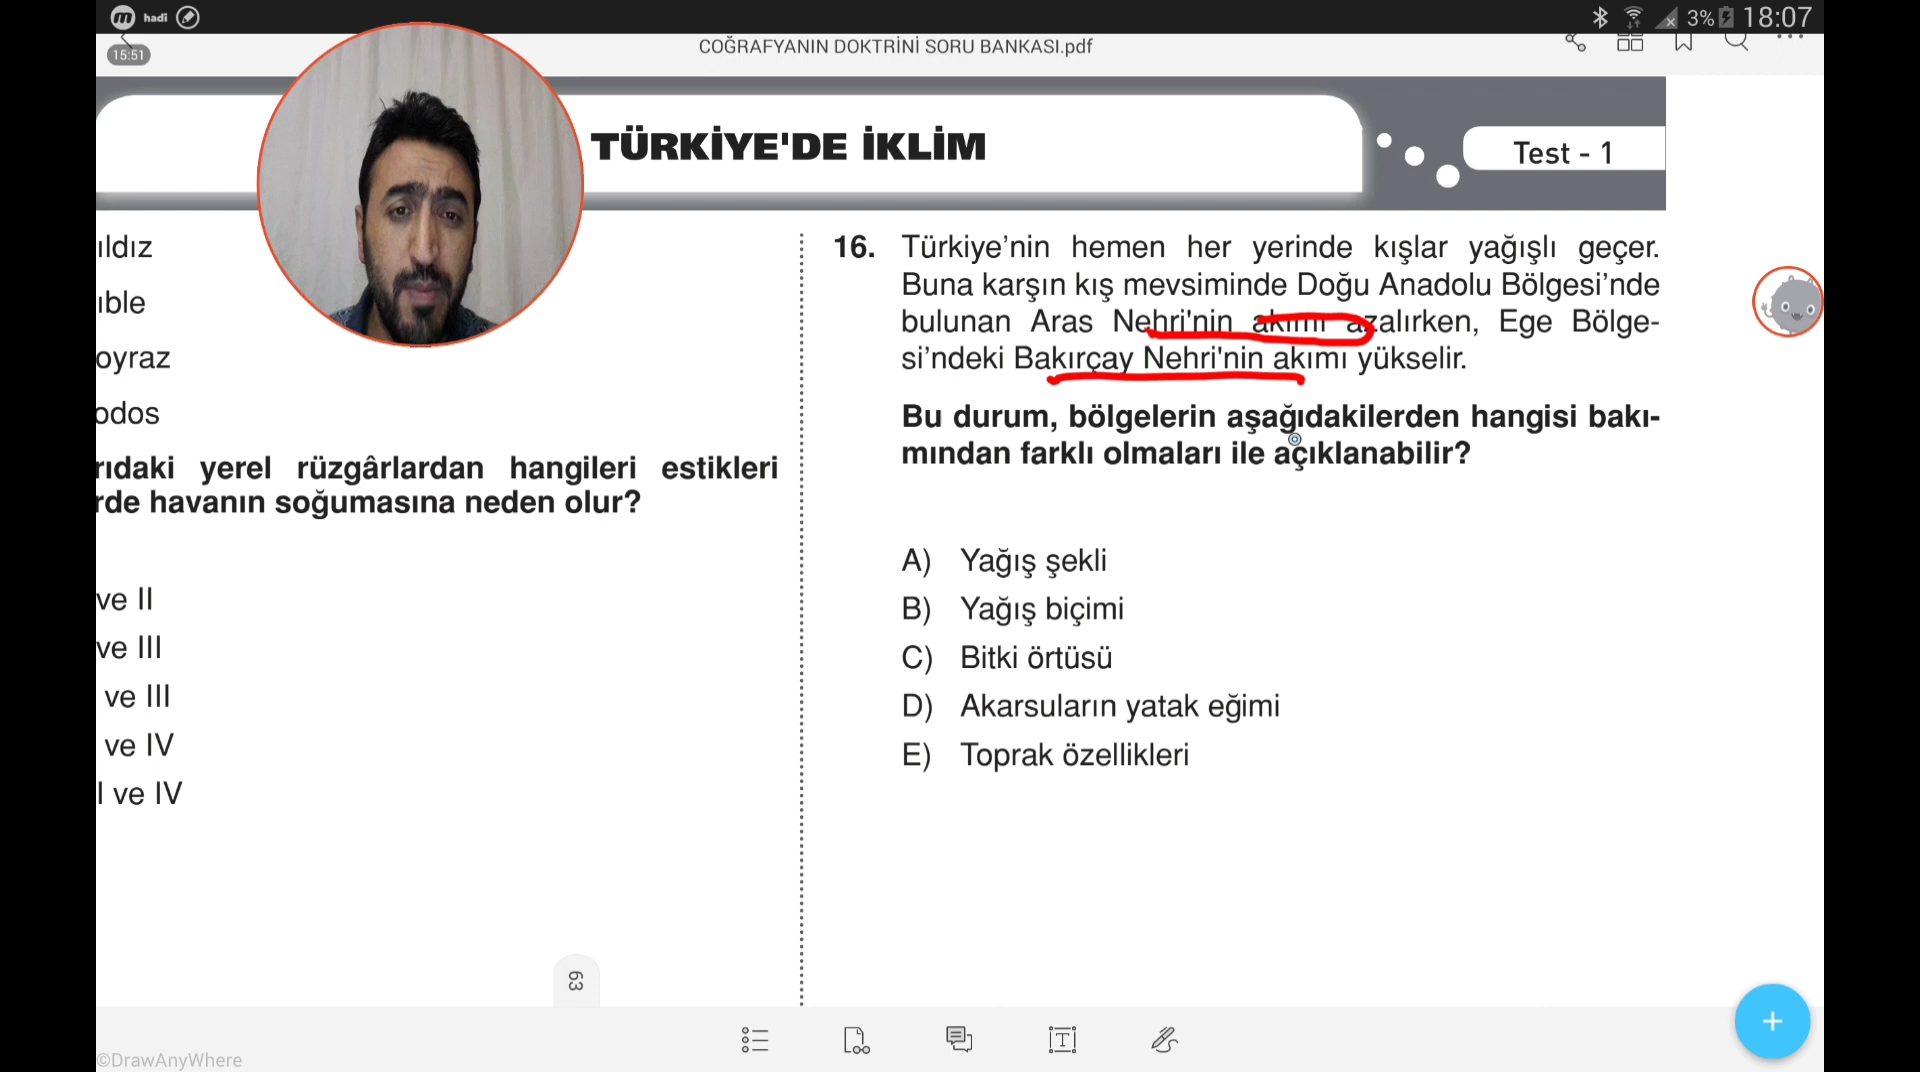 hadi
3% 18:07
15:51
COĞRAFYANIN DOKTRİNİ SORU BANKASI.pdf
TÜRKİYE'DE İKLİM
Test - 1
ıldız
ıble
oyraz
odos
rıdaki yerel rüzgârlardan hangileri estikleri
rde havanın soğumasına neden olur?
ve II
ve III
ve III
ve IV
I ve IV
16. Türkiye'nin hemen her yerinde kışlar yağışlı geçer.
Buna karşın kış mevsiminde Doğu Anadolu Bölgesi'nde
bulunan Aras Nehri'nin akımı azalırken, Ege Bölge-
si'ndeki Bakırçay Nehri'nin akımı yükselir.
Bu durum, bölgelerin aşağıdakilerden hangisi bakı-
mından farklı olmaları ile açıklanabilir?
A) Yağış şekli
B) Yağış biçimi
C) Bitki örtüsü
D) Akarsuların yatak eğimi
E) Toprak özellikleri
63
©DrawAnyWhere